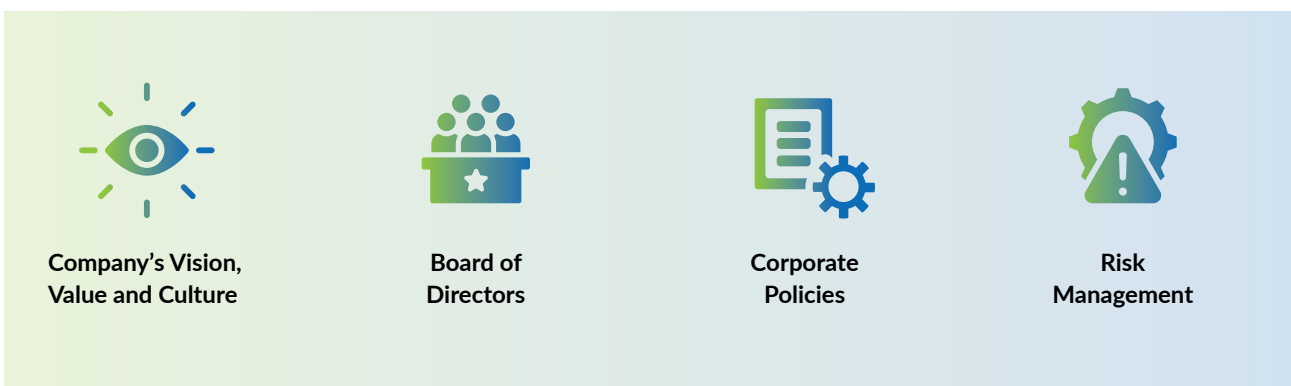 Company’s Vision,
Value and Culture
Board of
Directors
Corporate
Policies
Risk
Management